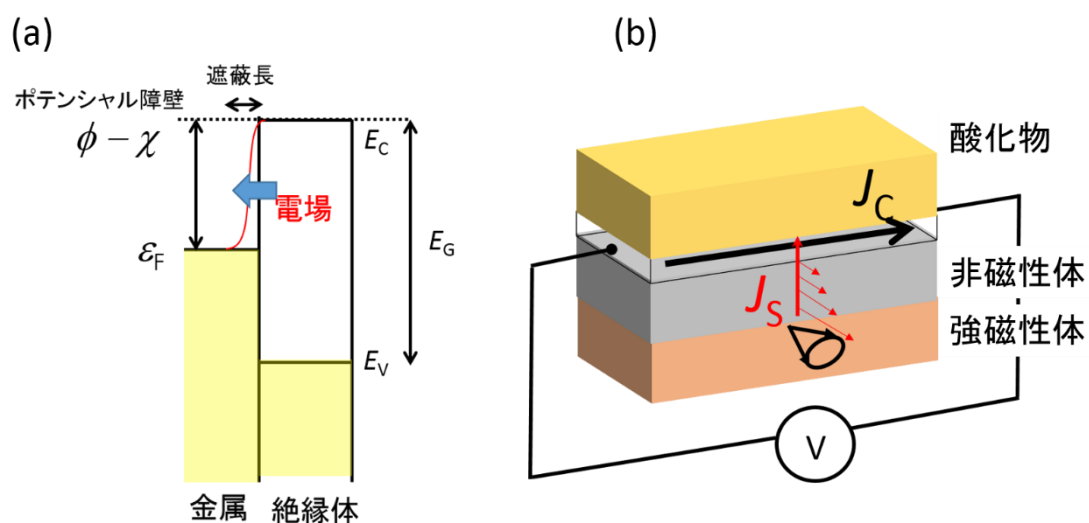 (a)
遮蔽長
ポテンシャル障壁
ϕ − χ
E_C
電場
ε_F
E_G
E_V
金属
絶縁体
(b)
酸化物
J_C
非磁性体
J_S
強磁性体
V